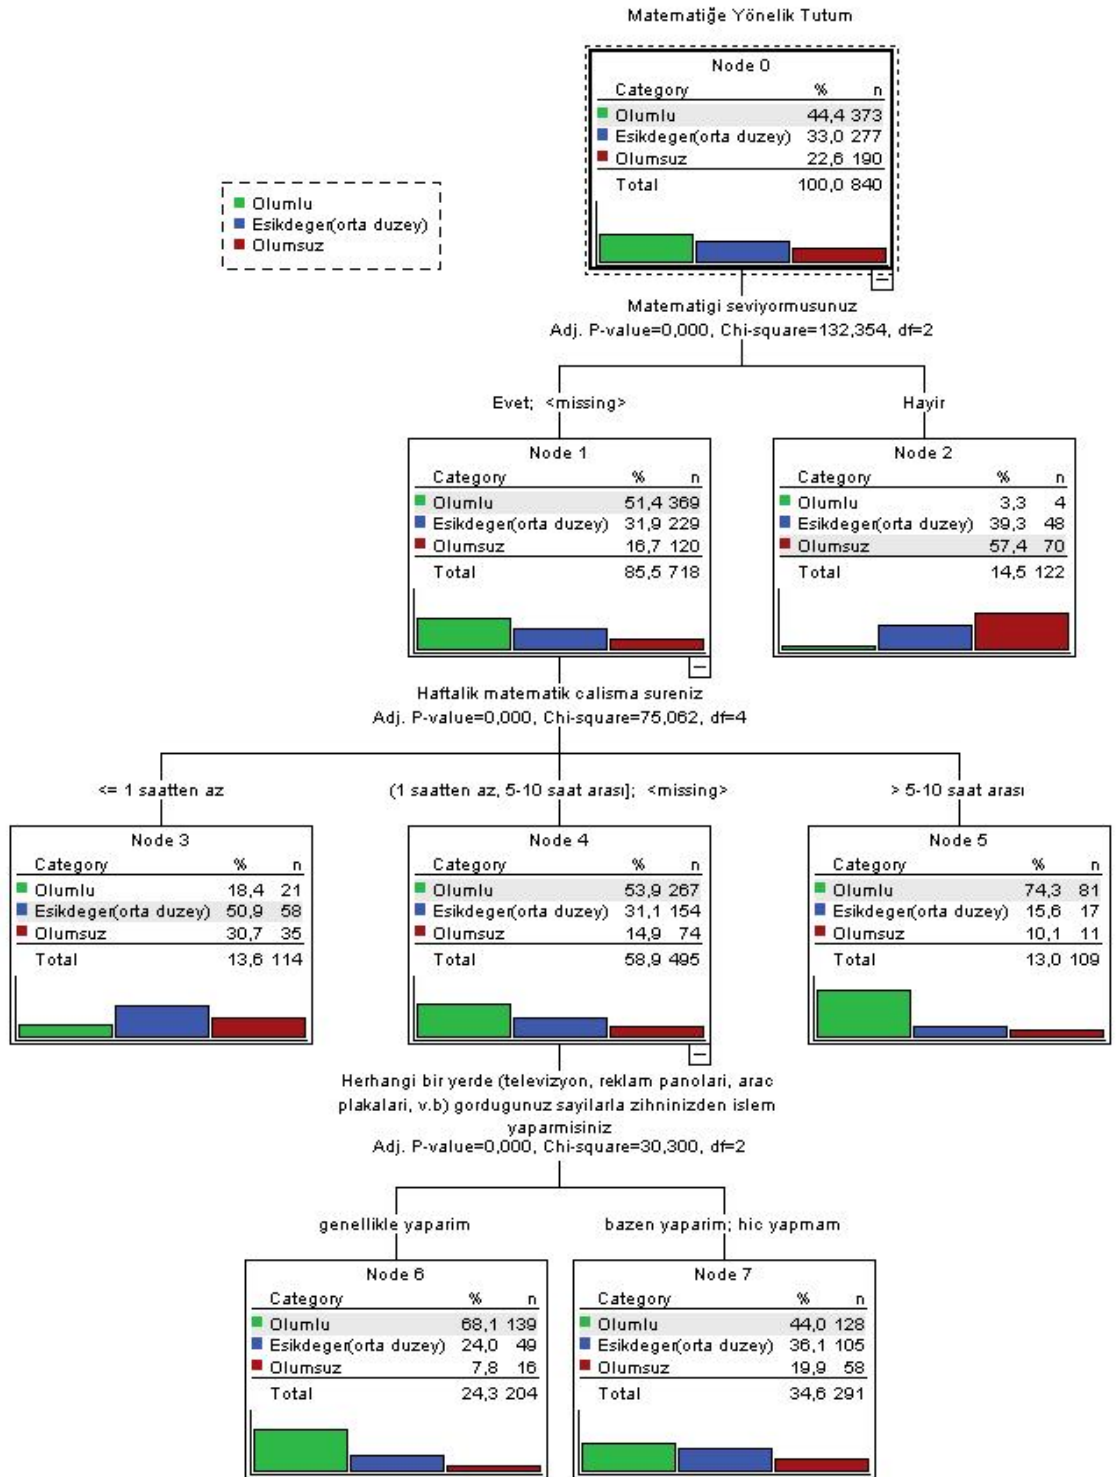 Matematiğe Yönelik Tutum
Node 0
Category % n
Olumlu 44,4 373
Esikdeger(orta duzey) 33,0 277
Olumsuz 22,6 190
Total 100,0 840
Olumlu
Esikdeger(orta duzey)
Olumsuz
Matematigi seviyormusunuz
Adj. P-value=0,000, Chi-square=132,354, df=2
Evet; <missing>
Hayir
Node 1
Category % n
Olumlu 51,4 369
Esikdeger(orta duzey) 31,9 229
Olumsuz 16,7 120
Total 85,5 718
Node 2
Category % n
Olumlu 3,3 4
Esikdeger(orta duzey) 39,3 48
Olumsuz 57,4 70
Total 14,5 122
Haftalik matematik calisma sureniz
Adj. P-value=0,000, Chi-square=75,062, df=4
<= 1 saatten az
(1 saatten az, 5-10 saat arası]; <missing>
> 5-10 saat arası
Node 3
Category % n
Olumlu 18,4 21
Esikdeger(orta duzey) 50,9 58
Olumsuz 30,7 35
Total 13,6 114
Node 4
Category % n
Olumlu 53,9 267
Esikdeger(orta duzey) 31,1 154
Olumsuz 14,9 74
Total 58,9 495
Node 5
Category % n
Olumlu 74,3 81
Esikdeger(orta duzey) 15,6 17
Olumsuz 10,1 11
Total 13,0 109
Herhangi bir yerde (televizyon, reklam panolari, arac
plakalari, v.b) gordugunuz sayilarla zihninizden islem
yaparmisiniz
Adj. P-value=0,000, Chi-square=30,300, df=2
genellikle yaparim
bazen yaparim; hic yapmam
Node 6
Category % n
Olumlu 68,1 139
Esikdeger(orta duzey) 24,0 49
Olumsuz 7,8 16
Total 24,3 204
Node 7
Category % n
Olumlu 44,0 128
Esikdeger(orta duzey) 36,1 105
Olumsuz 19,9 58
Total 34,6 291